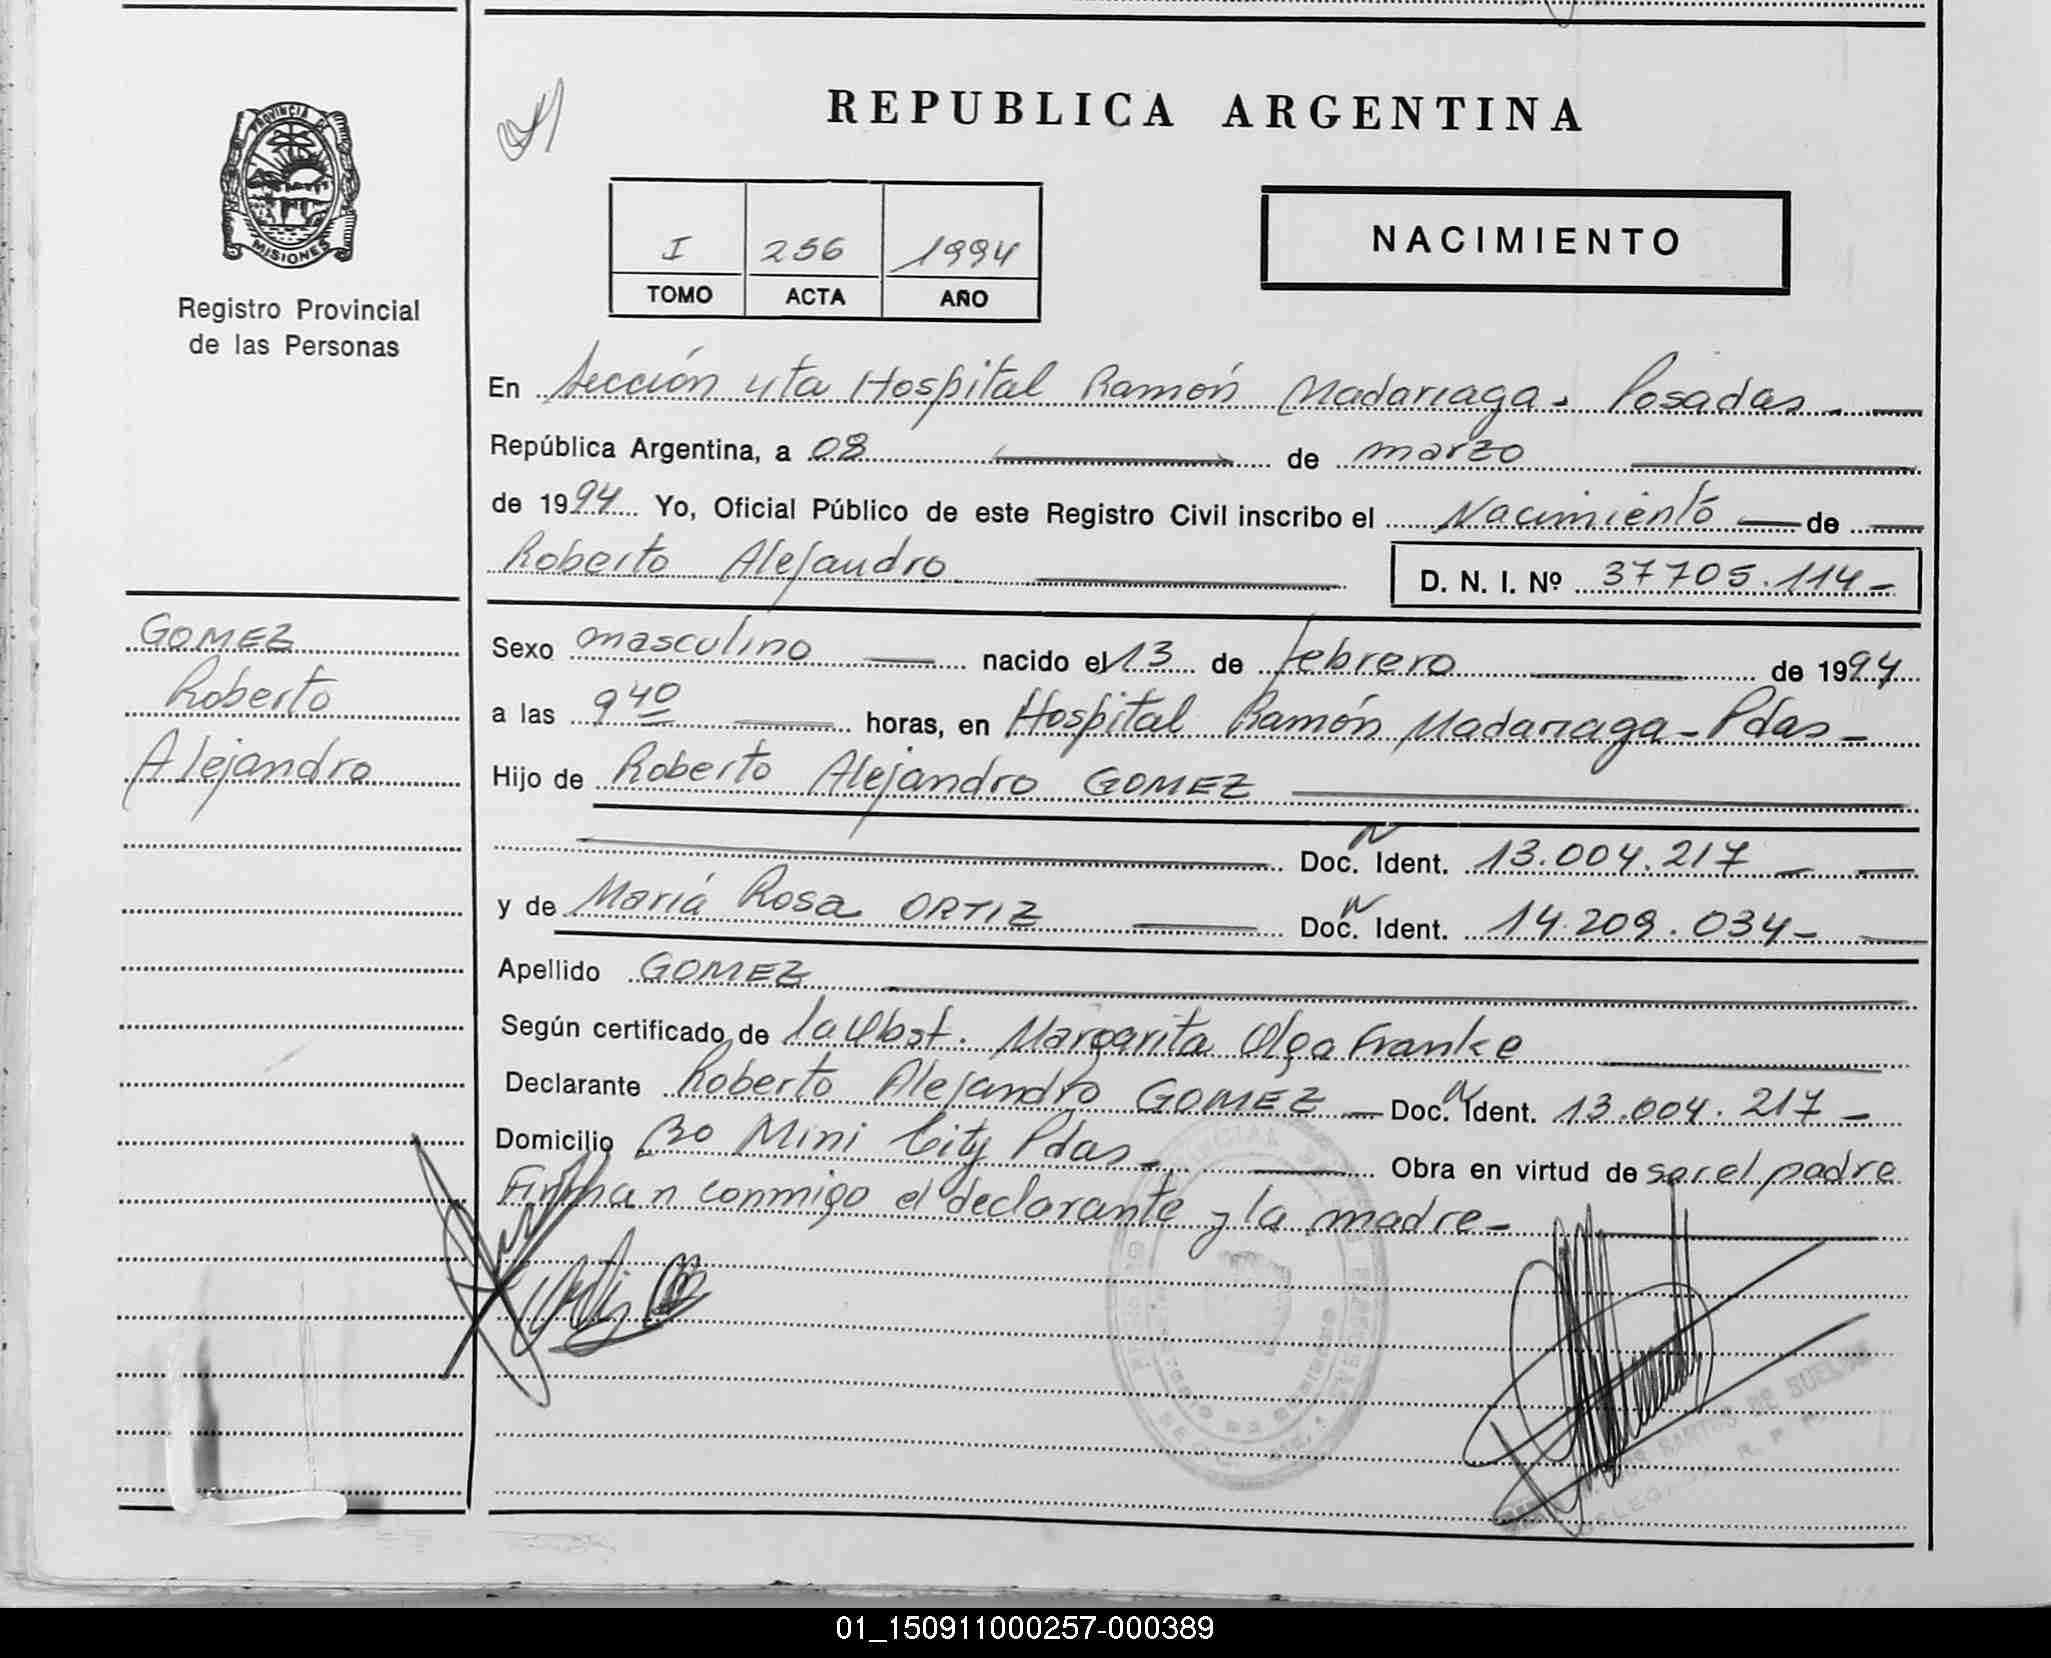 REPUBLICA ARGENTINA
PROVINCIA DE
MISIONES
Registro Provincial
de las Personas
I 256 1994
TOMO ACTA AÑO
NACIMIENTO
En Sección 4ta Hospital Ramón Madariaga - Posadas -
República Argentina, a 08 de marzo
de 1994 Yo, Oficial Público de este Registro Civil inscribo el Nacimiento de
Roberto Alejandro D. N. I. Nº 37705.114-
GOMEZ
Roberto
Alejandro
Sexo masculino nacido el 13 de febrero de 1994
a las 9 40 horas, en Hospital Ramón Madariaga - Pdas -
Hijo de Roberto Alejandro GOMEZ
Doc. Ident. 13.004.217 -
y de María Rosa ORTIZ Doc. Ident. 14.209.034-
Apellido GOMEZ
Según certificado de la Obst. Margarita Olga Franke
Declarante Roberto Alejandro GOMEZ - Doc. Ident. 13.004.217 -
Domicilio Bo Mini City Pdas - Obra en virtud de ser el padre
Firman conmigo el declarante y la madre -
01_150911000257-000389